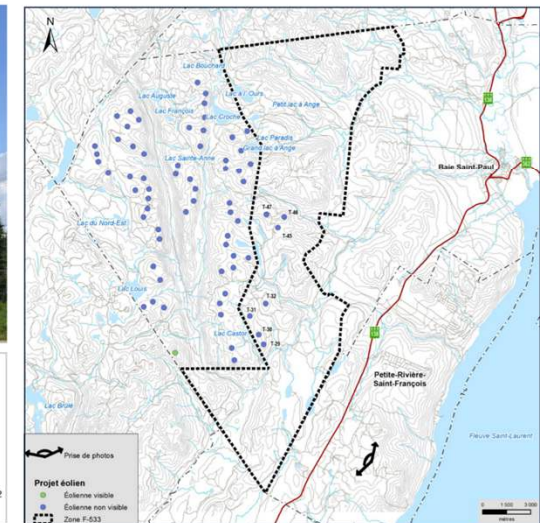 N
Lac Bouchard
Lac Auguste
Lac à l'Ours
Lac François
Lac Croche
Petit lac à Ange
Lac Paradis
Grand lac à Ange
Lac Sainte-Anne
Baie Saint-Paul
T-47
T-46
T-45
Lac du Nord-Est
Lac Louis
T-32
T-31
Lac Castor
T-29
Petite-Rivière-
Saint-François
Lac Brûlé
Fleuve Saint-Laurent
Prise de photos
Projet éolien
Éolienne visible
Éolienne non visible
Zone F-533
0 1 500 3 000
mètres